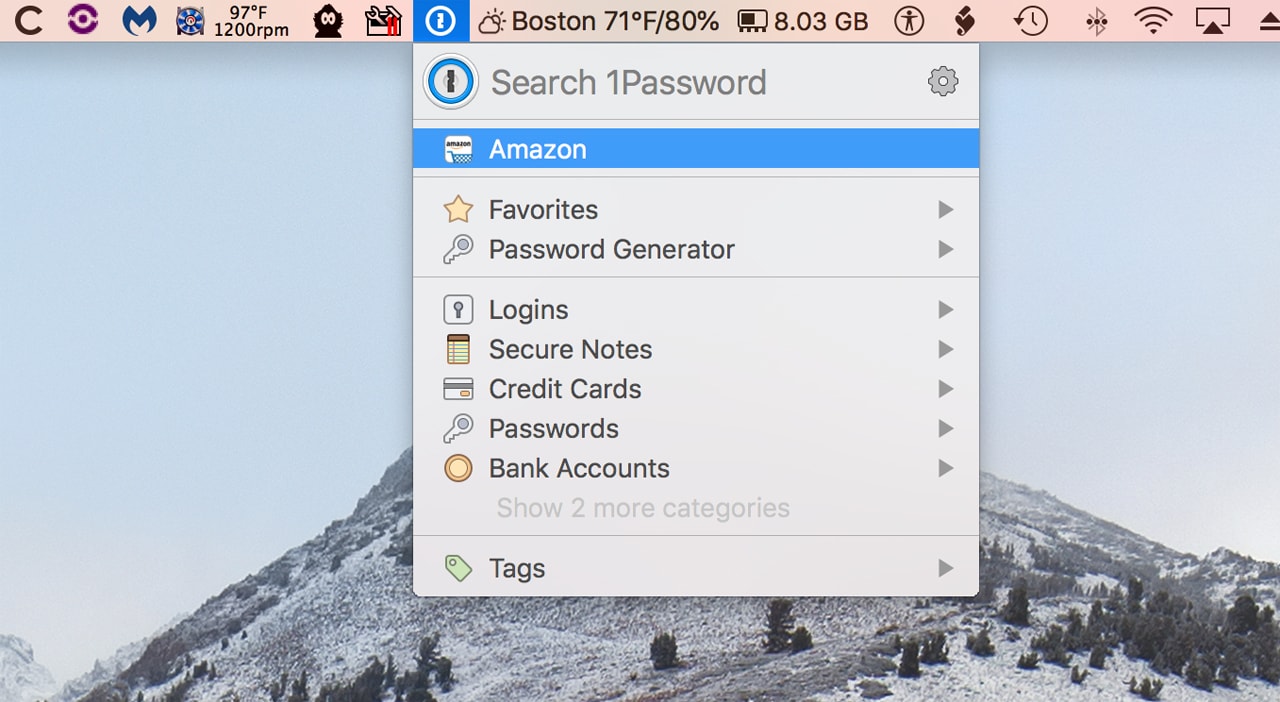 97°F
1200rpm
Boston 71°F/80%
8.03 GB
Search 1Password
amazon
Amazon
Favorites
Password Generator
Logins
Secure Notes
Credit Cards
Passwords
Bank Accounts
Show 2 more categories
Tags